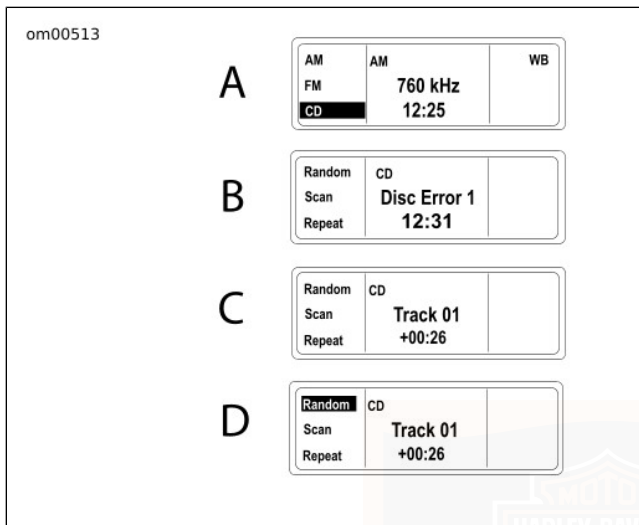 om00513
A
AM AM WB
FM 760 kHz
CD 12:25
B
Random CD
Scan Disc Error 1
Repeat 12:31
C
Random CD
Scan Track 01
Repeat +00:26
D
Random CD
Scan Track 01
Repeat +00:26